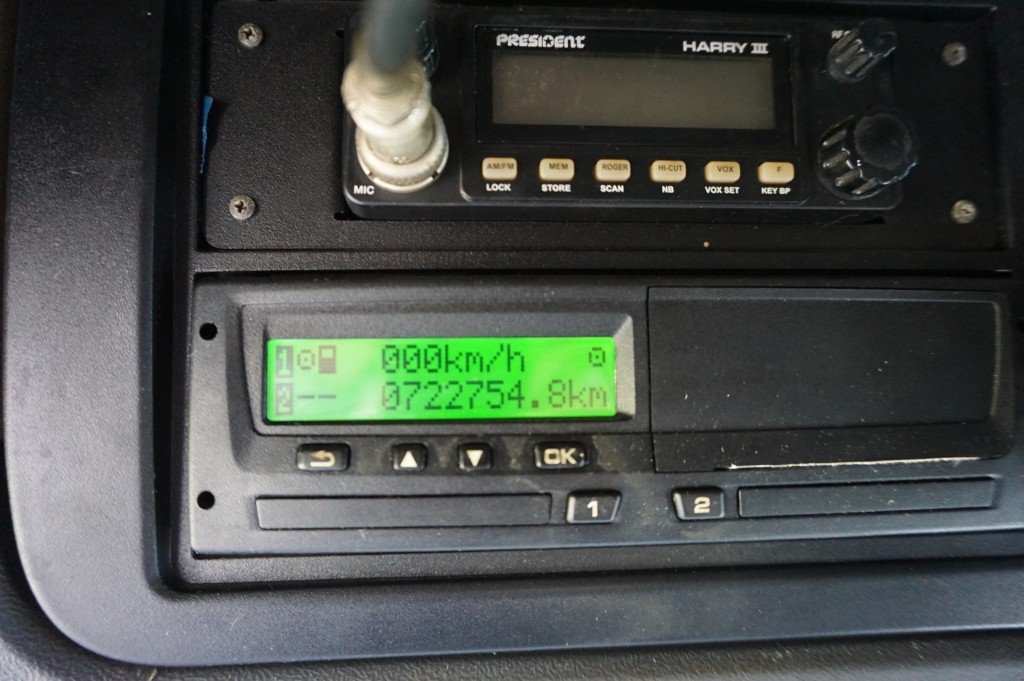 PRESIDENT HARRY III
AM/FM MEM ROGER HI-CUT VOX F
MIC LOCK STORE SCAN NB VOX SET KEY BP
1 000km/h
2 -- 0722754.8km
OK
1 2